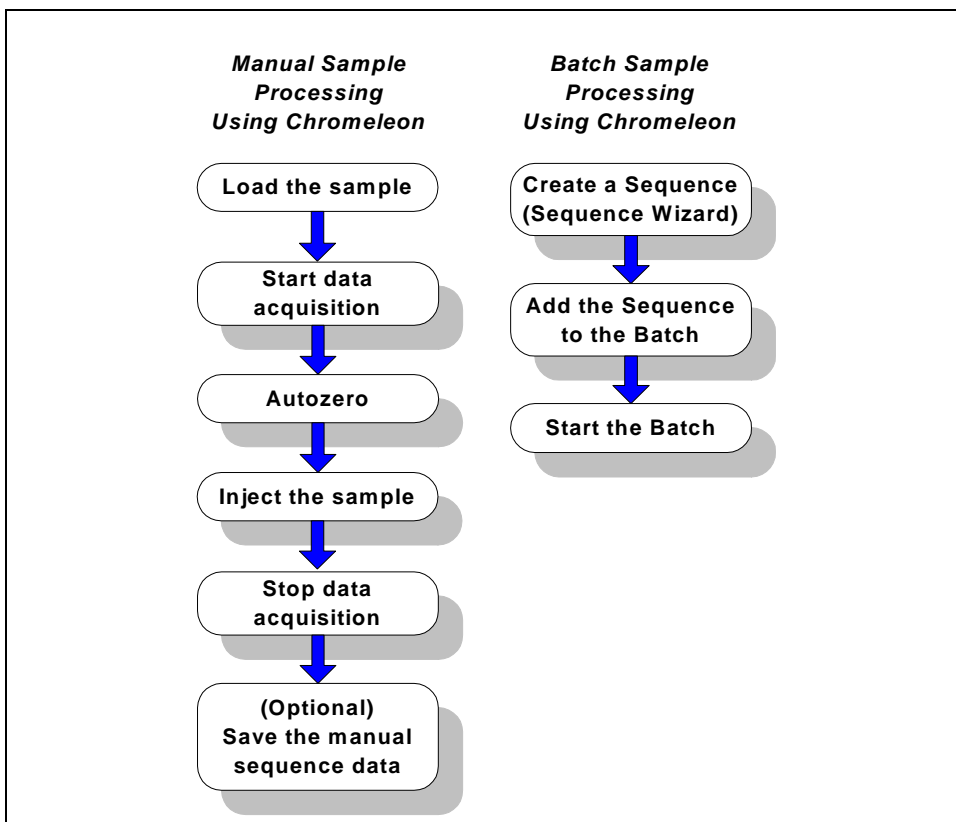 Manual Sample
Processing
Using Chromeleon
Load the sample
Start data
acquisition
Autozero
Inject the sample
Stop data
acquisition
(Optional)
Save the manual
sequence data
Batch Sample
Processing
Using Chromeleon
Create a Sequence
(Sequence Wizard)
Add the Sequence
to the Batch
Start the Batch